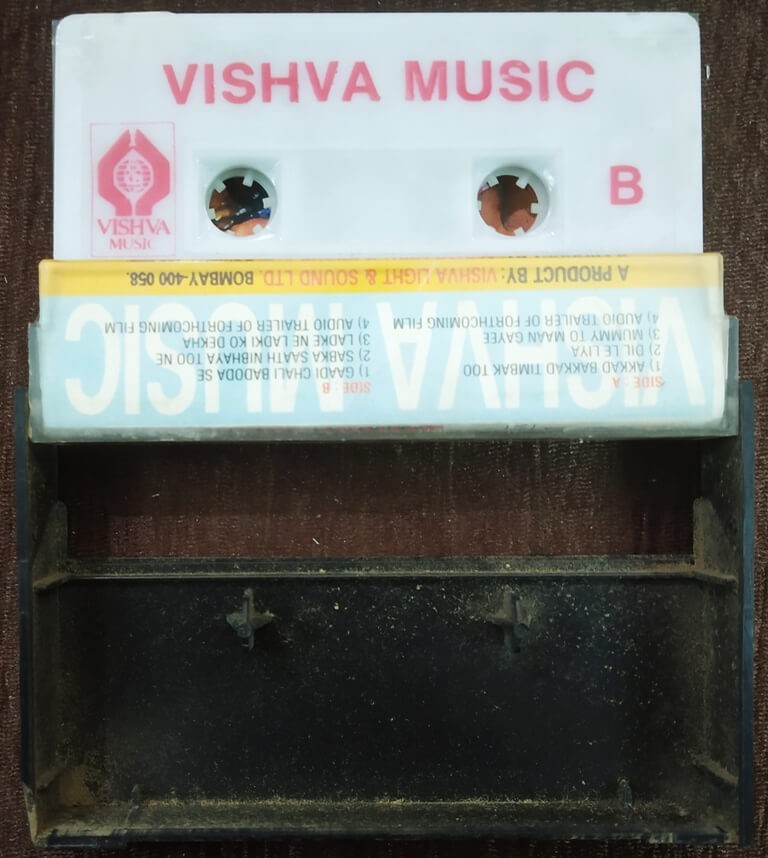 VISHVA MUSIC
B
VISHVA
MUSIC
A PRODUCT BY: VISHVA LIGHT & SOUND LTD. BOMBAY-400 058.
VISHVA MUSIC
SIDE : A
1) AKKAD BAKKAD TIMBAK TOO
2) DIL LE LIYA
3) MUMMY TO MAAN GAYEE
4) AUDIO TRAILER OF FORTHCOMING FILM
SIDE : B
1) GAADI CHALI BADODA SE
2) SABKA SAATH NIBHAYA TOO NE
3) LADKE NE LADKI KO DEKHA
4) AUDIO TRAILER OF FORTHCOMING FILM